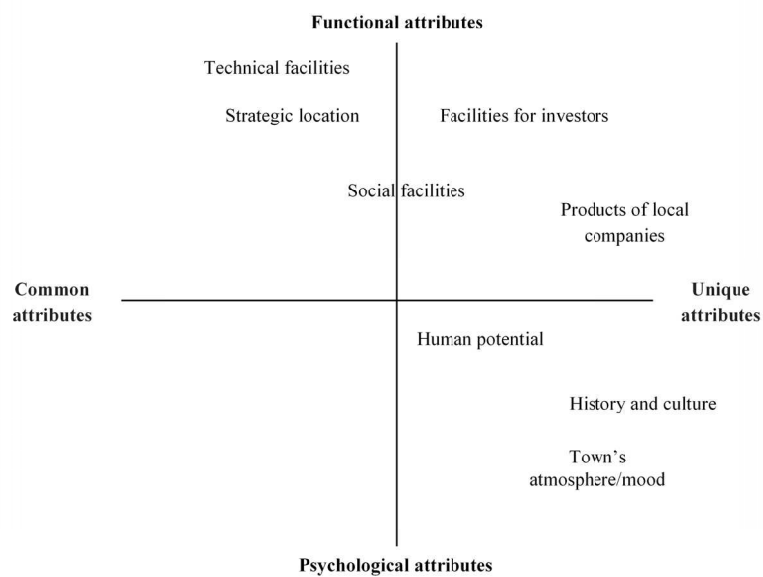 Functional attributes
Technical facilities
Strategic location
Facilities for investors
Social facilities
Products of local
companies
Common
attributes
Unique
attributes
Human potential
History and culture
Town's
atmosphere/mood
Psychological attributes